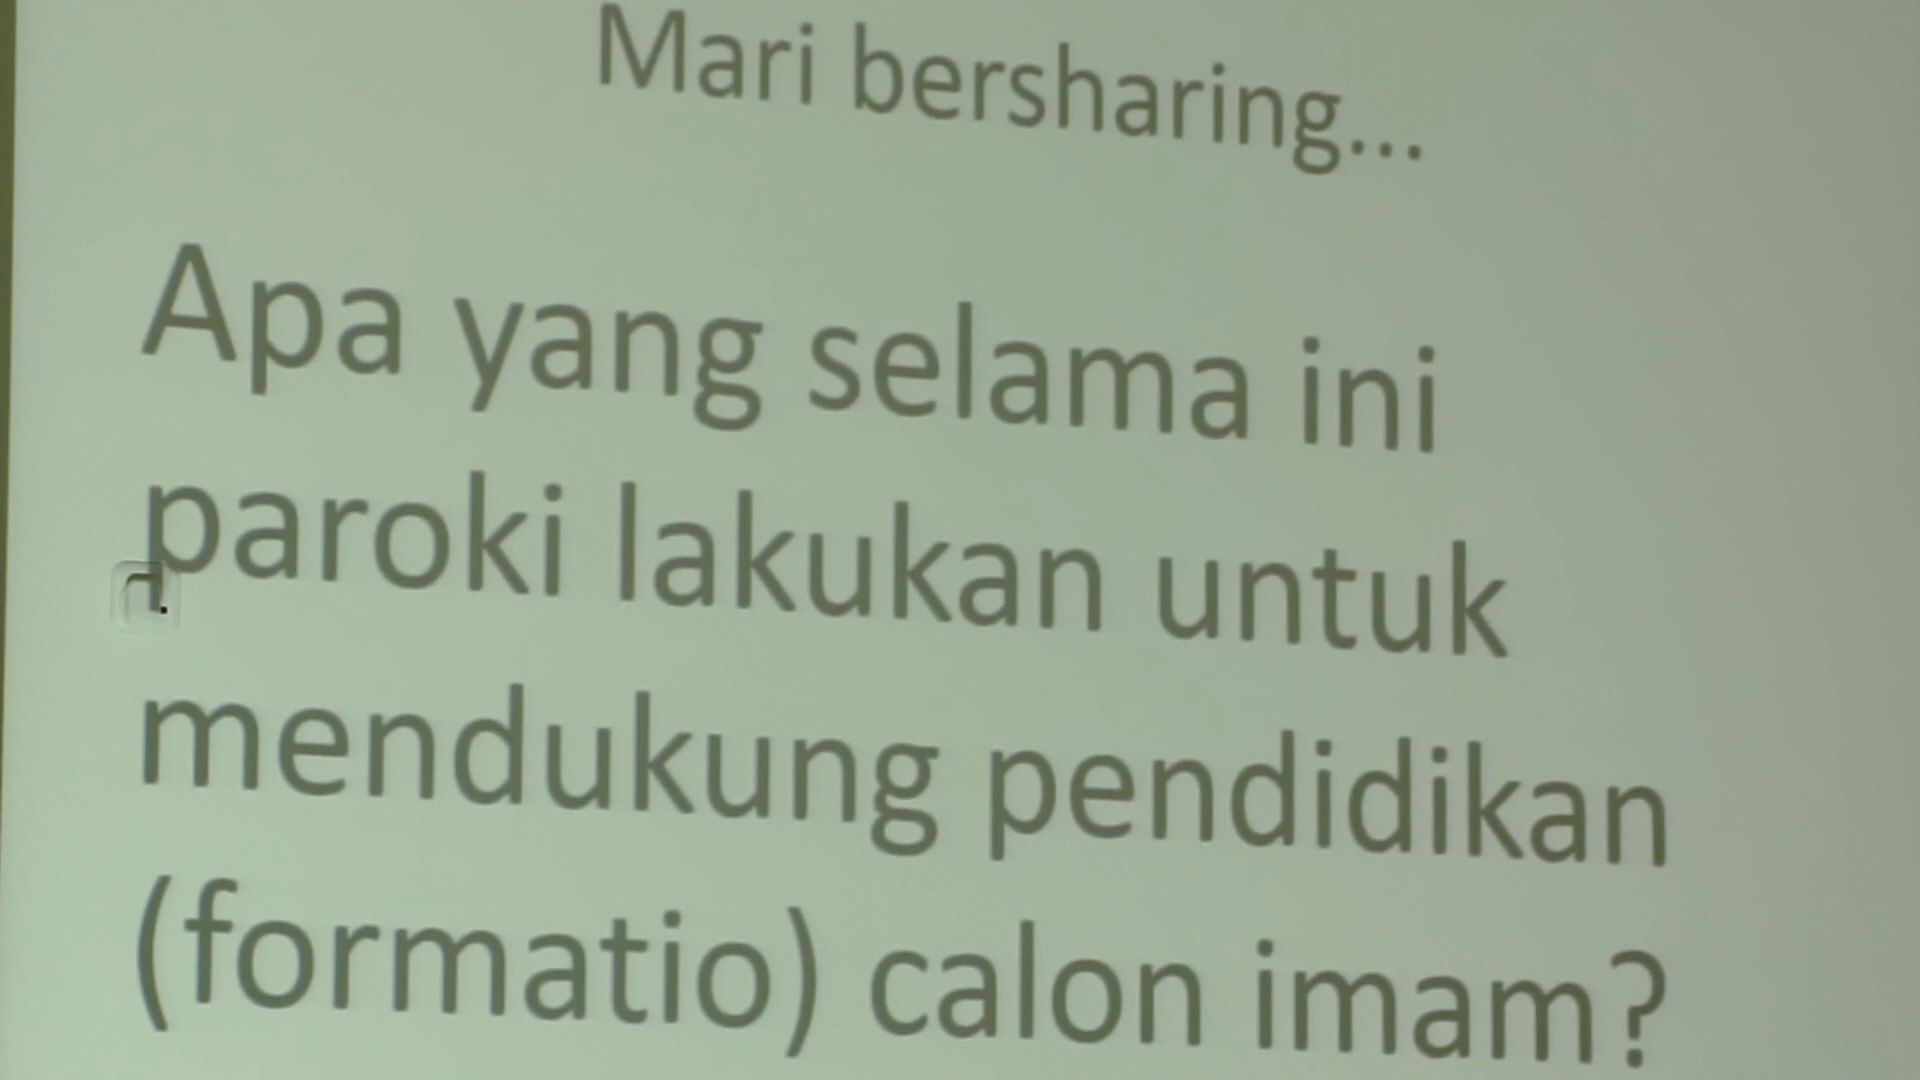 Mari bersharing...
Apa yang selama ini
paroki lakukan untuk
mendukung pendidikan
(formatio) calon imam?